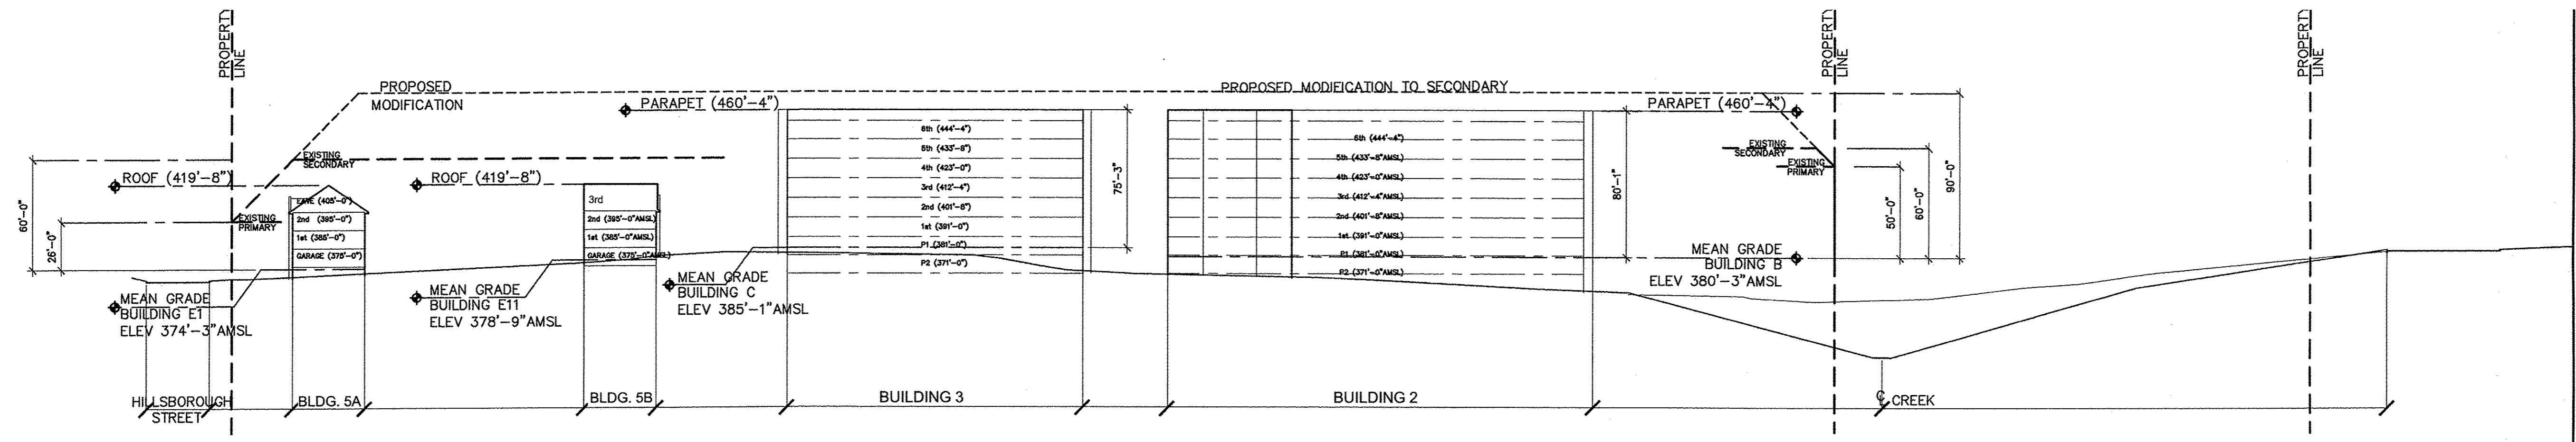 PROPERTY
LINE
PROPERTY
LINE
PROPERTY
LINE
PROPOSED
MODIFICATION
PROPOSED MODIFICATION TO SECONDARY
PARAPET (460'-4")
PARAPET (460'-4")
EXISTING
SECONDARY
ROOF (419'-8")
ROOF (419'-8")
EXISTING
PRIMARY
60'-0"
26'-0"
EAVE (405'-0")
2nd (395'-0")
1st (385'-0")
GARAGE (375'-0")
3rd
2nd (395'-0"AMSL)
1st (385'-0"AMSL)
GARAGE (375'-0"AMSL)
6th (444'-4")
5th (433'-8")
4th (423'-0")
3rd (412'-4")
2nd (401'-8")
1st (391'-0")
P1 (381'-0")
P2 (371'-0")
75'-3"
6th (444'-4")
5th (433'-8"AMSL)
4th (423'-0"AMSL)
3rd (412'-4"AMSL)
2nd (401'-8"AMSL)
1st (391'-0"AMSL)
P1 (381'-0"AMSL)
P2 (371'-0"AMSL)
80'-1"
EXISTING
SECONDARY
EXISTING
PRIMARY
50'-0"
60'-0"
90'-0"
MEAN GRADE
BUILDING E1
ELEV 374'-3"AMSL
MEAN GRADE
BUILDING E11
ELEV 378'-9"AMSL
MEAN GRADE
BUILDING C
ELEV 385'-1"AMSL
MEAN GRADE
BUILDING B
ELEV 380'-3"AMSL
HILLSBOROUGH
STREET
BLDG. 5A
BLDG. 5B
BUILDING 3
BUILDING 2
℄ CREEK